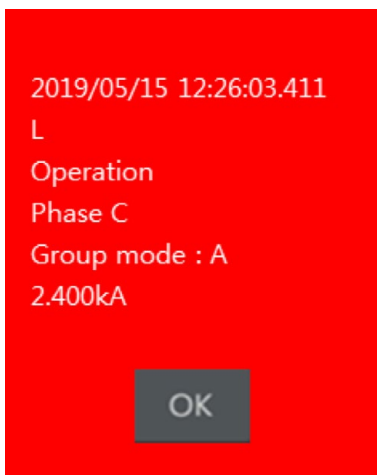 2019/05/15 12:26:03.411
L
Operation
Phase C
Group mode : A
2.400kA
OK